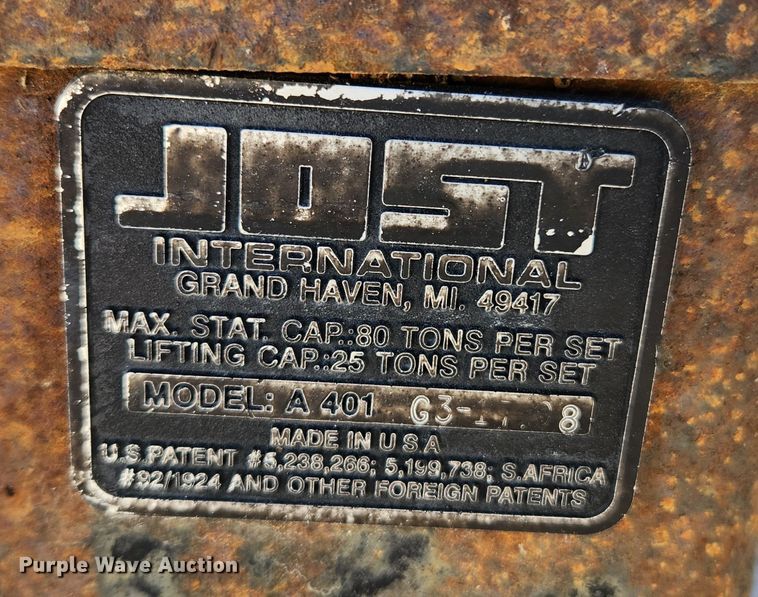 JOST
INTERNATIONAL
GRAND HAVEN, MI. 49417
MAX. STAT. CAP.:80 TONS PER SET
LIFTING CAP.:25 TONS PER SET
MODEL: A 401
MADE IN U S A
U.S.PATENT #5,238,266; 5,199,738; S.AFRICA
#92/1924 AND OTHER FOREIGN PATENTS
Purple Wave Auction